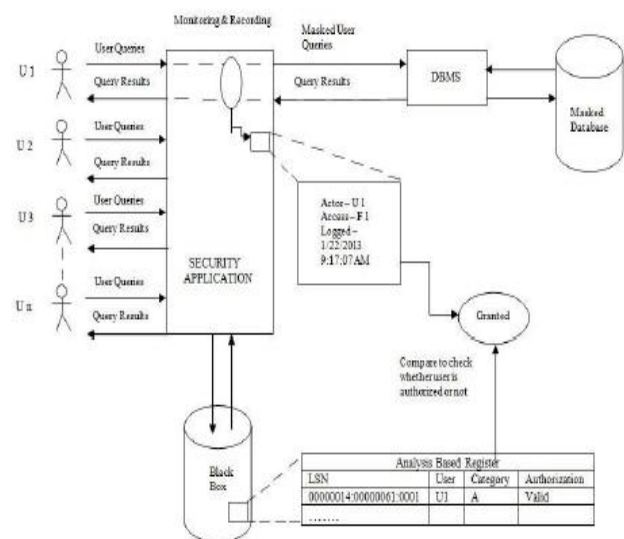 Monitoring & Recording
Masked User
Queries
User Queries
U 1
Query Results
Query Results
DBMS
Masked
Database
User Queries
U 2
Query Results
User Queries
U 3
Query Results
Actor – U 1
Access – F 1
Logged –
1/22/2013
9:17:07AM
SECURITY
APPLICATION
User Queries
U n
Query Results
Granted
Compare to check
whether user is
authorized or not
Black
Box
Analysis Based Register
LSN User Category Authorization
00000014:00000061:0001 U1 A Valid
.......